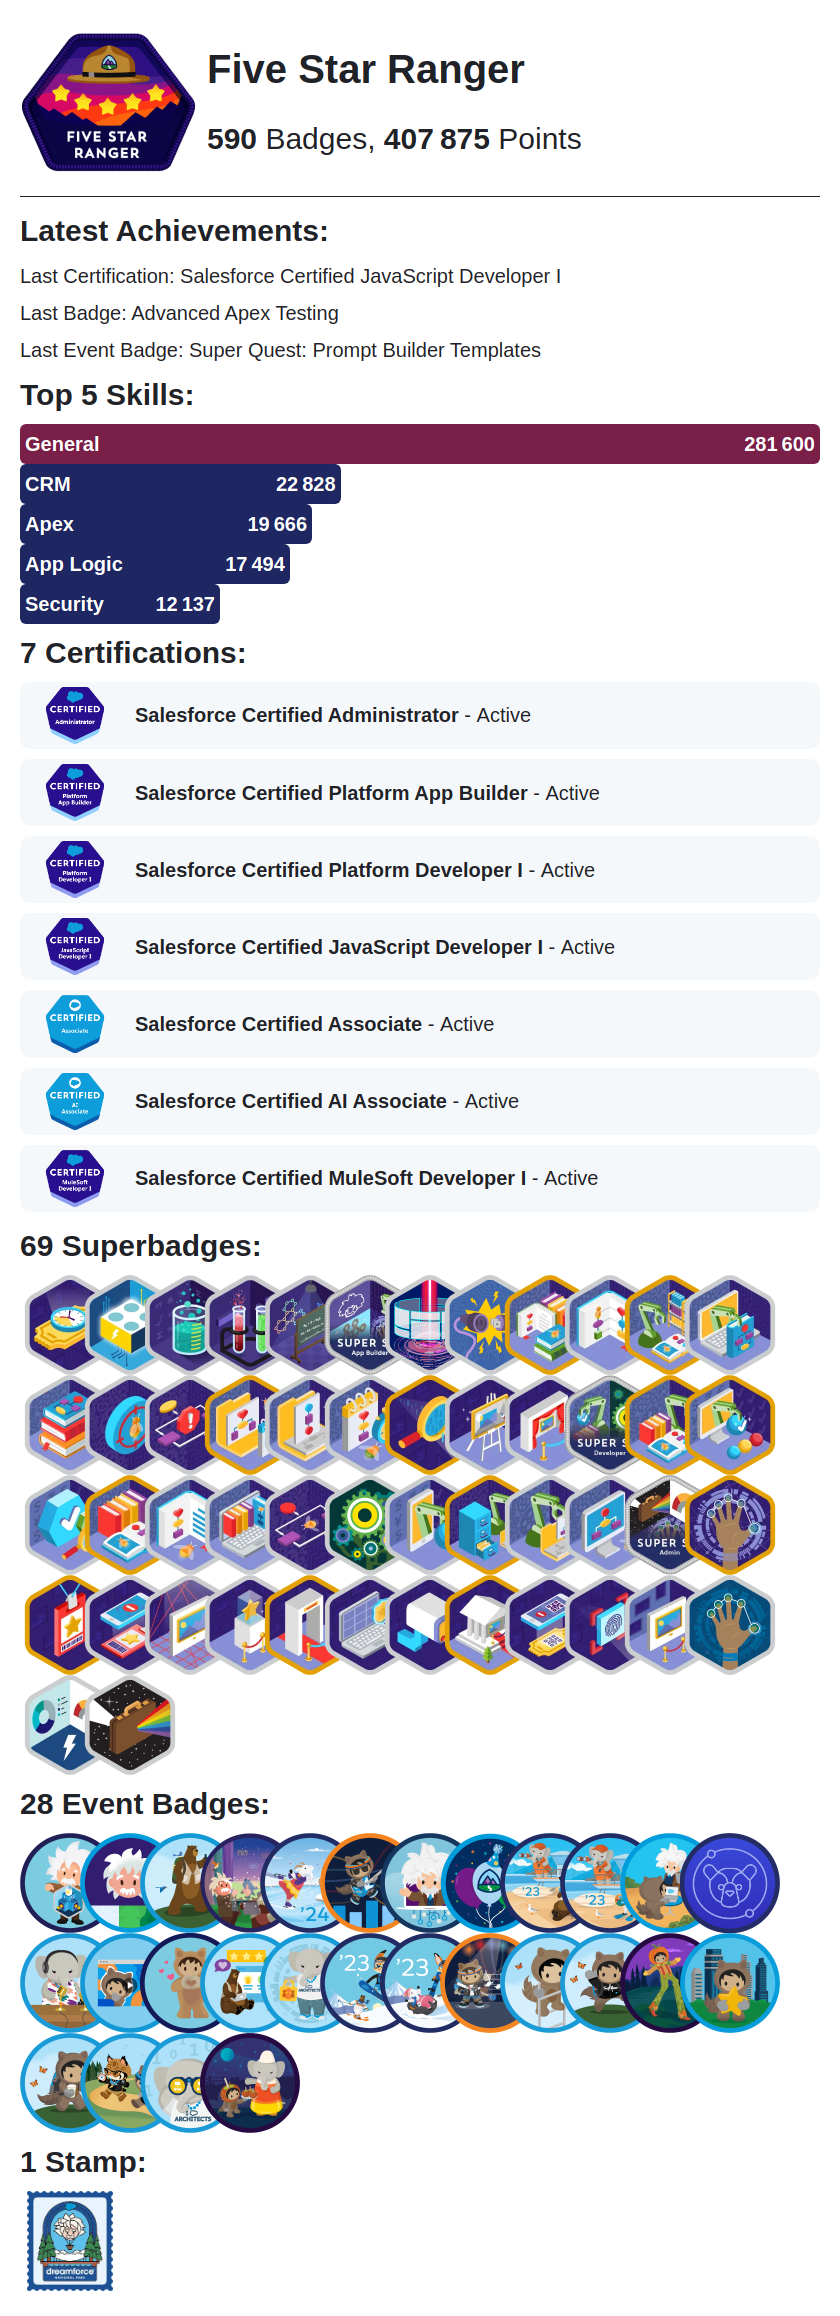 FIVE STAR
RANGER
Five Star Ranger
590 Badges, 407 875 Points
Latest Achievements:
Last Certification: Salesforce Certified JavaScript Developer I
Last Badge: Advanced Apex Testing
Last Event Badge: Super Quest: Prompt Builder Templates
Top 5 Skills:
General 281 600
CRM 22 828
Apex 19 666
App Logic 17 494
Security 12 137
7 Certifications:
CERTIFIED
Administrator
Salesforce Certified Administrator - Active
CERTIFIED
Platform
App Builder
Salesforce Certified Platform App Builder - Active
CERTIFIED
Platform
Developer I
Salesforce Certified Platform Developer I - Active
CERTIFIED
JavaScript
Developer I
Salesforce Certified JavaScript Developer I - Active
CERTIFIED
Associate
Salesforce Certified Associate - Active
CERTIFIED
AI
Associate
Salesforce Certified AI Associate - Active
CERTIFIED
MuleSoft
Developer I
Salesforce Certified MuleSoft Developer I - Active
69 Superbadges:
SUPER S
App Builder
SUPER S
Developer
SUPER S
Admin
28 Event Badges:
'24
'23
'23
'23
'23
ARCHITECTS
1 Stamp:
dreamforce